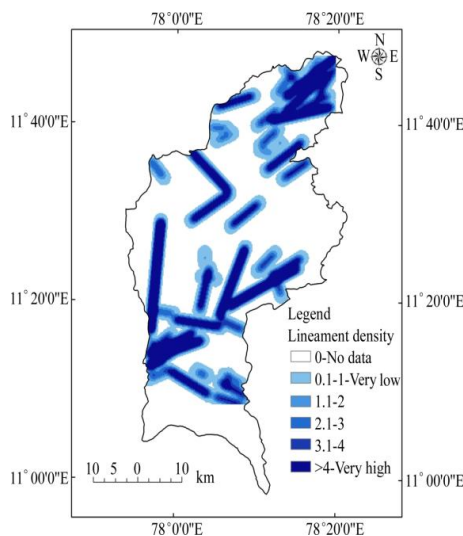 78°0'0"E 78°20'0"E
N
W E
S
11°40'0"E 11°40'0"E
11°20'0"E 11°20'0"E
Legend
Lineament density
0-No data
0.1-1-Very low
1.1-2
2.1-3
3.1-4
>4-Very high
10 5 0 10
km
11°00'0"E 11°00'0"E
78°0'0"E 78°20'0"E